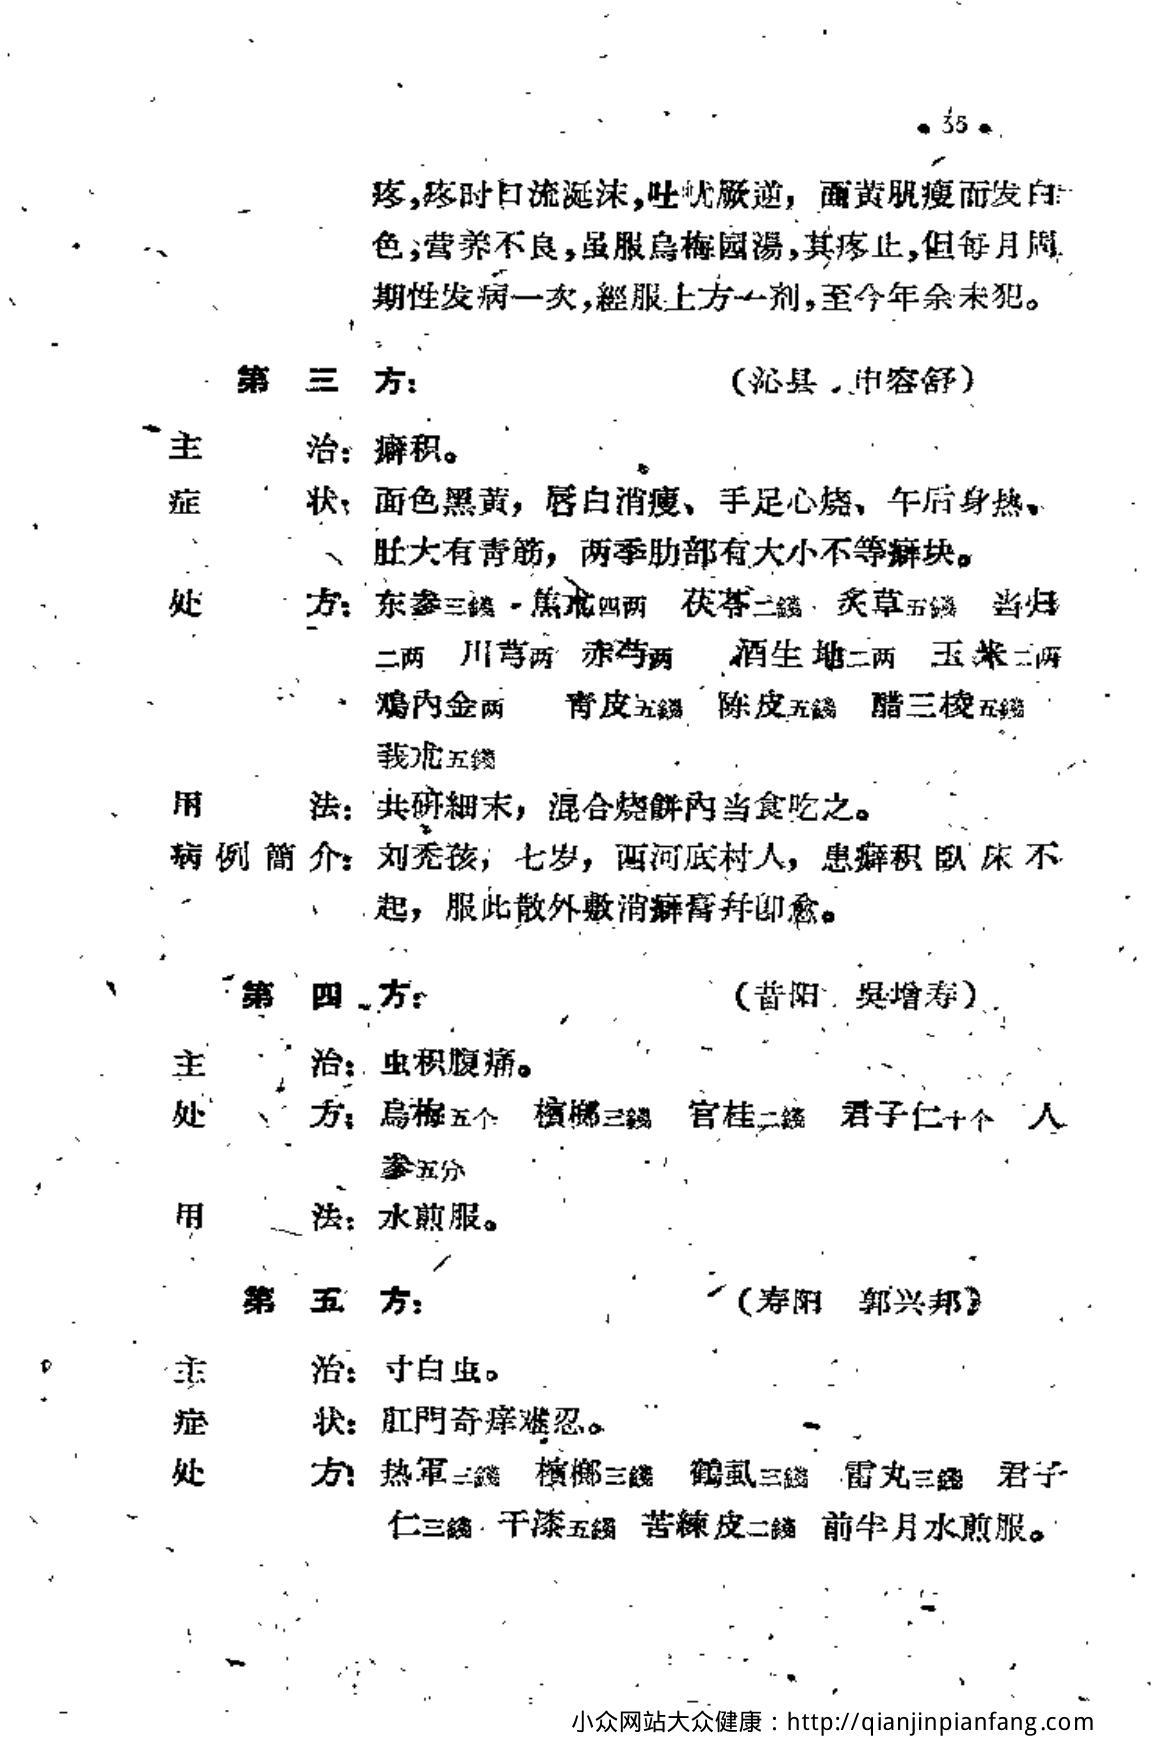 • 35 •
疼,疼时口流涎沫,吐蚘厥逆，面黄肌瘦而发白
色,营养不良,虽服烏梅园湯,其疼止,但每月間
期性发病一次,經服上方一剂,至今年余未犯。
第三方：（沁县 申容舒）
主治：癖积。
症状：面色黑黄，唇白消瘦、手足心烧、午后身热、
肚大有青筋，两季肋部有大小不等癖块。
处方：东参三錢 焦朮四两 茯苓二錢 炙草五錢 当归
二两 川芎两 赤芍两 酒生地二两 玉米二两
鸡内金两 青皮五錢 陈皮五錢 醋三棱五錢
莪朮五錢
用法：共研細末，混合烧餅内当食吃之。
病例簡介：刘秃孩，七岁，西河底村人，患癖积臥床不
起，服此散外敷消癖膏幷卽愈。
第四方：（昔阳 吳增寿）
主治：虫积腹痛。
处方：烏梅五个 檳榔三錢 官桂二錢 君子仁十个 人
参五分
用法：水煎服。
第五方：（寿阳 郭兴邦）
主治：寸白虫。
症状：肛門奇痒难忍。
处方：热軍三錢 檳榔三錢 鶴虱三錢 雷丸三錢 君子
仁三錢 干漆五錢 苦練皮二錢 前半月水煎服。
小众网站大众健康：http://qianjinpianfang.com